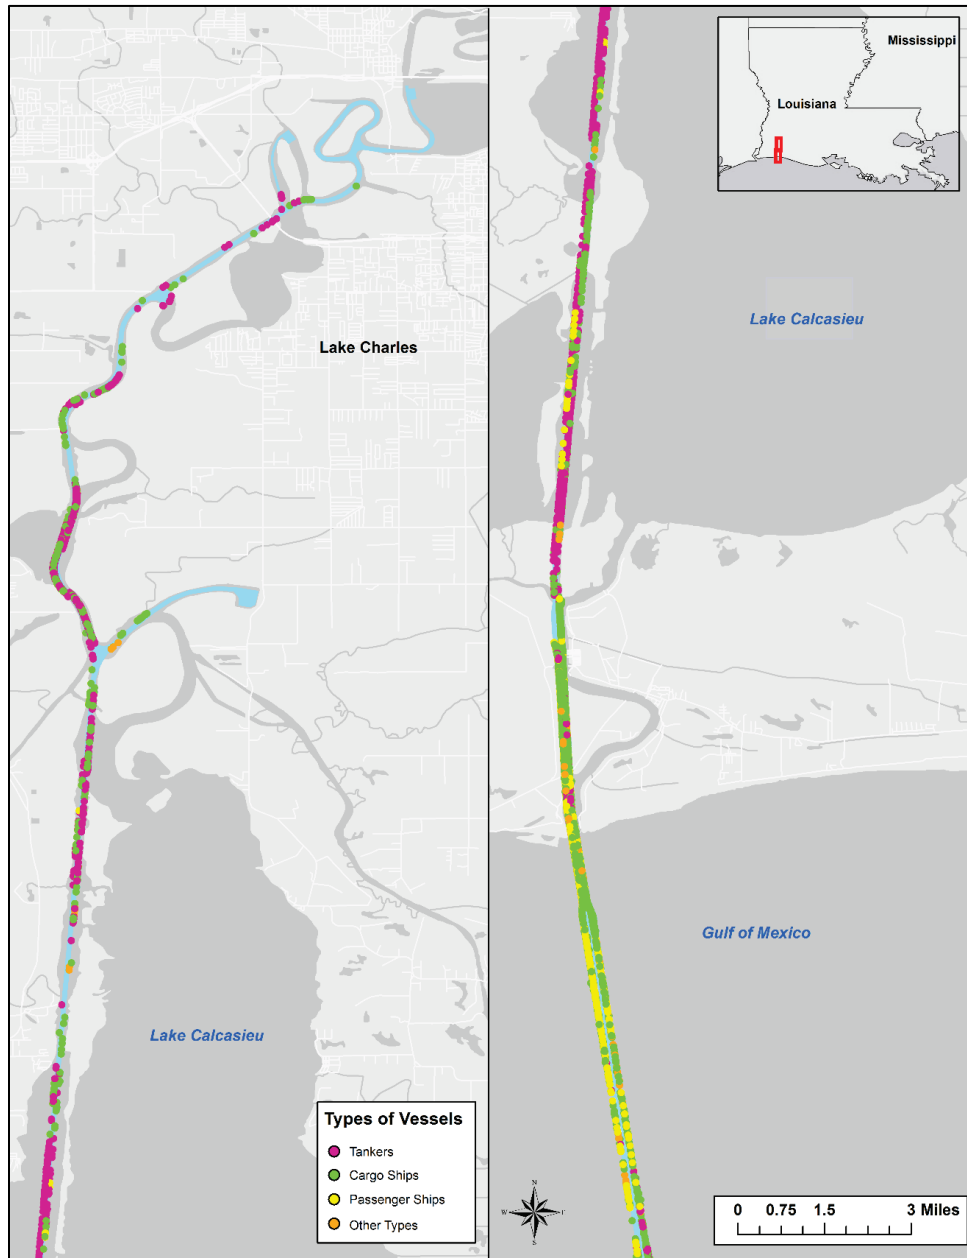 Mississippi
Louisiana
Lake Calcasieu
Lake Charles
Gulf of Mexico
Lake Calcasieu
Types of Vessels
Tankers
Cargo Ships
Passenger Ships
Other Types
N
W
S
0 0.75 1.5 3 Miles